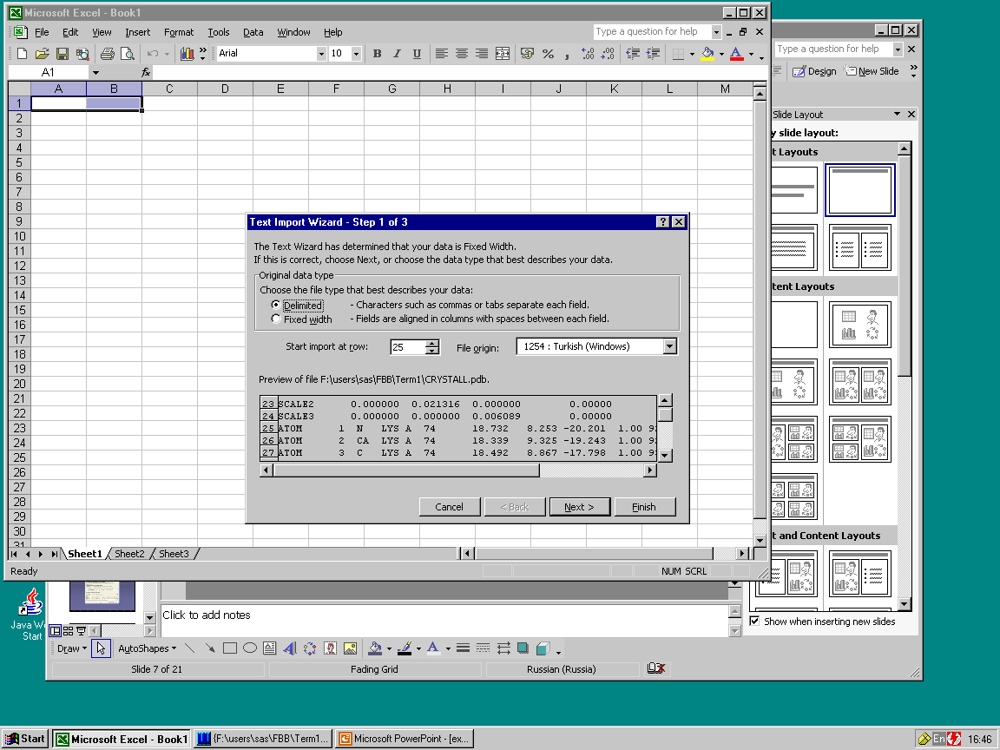 Microsoft Excel - Book1
File Edit View Insert Format Tools Data Window Help
Type a question for help
Arial 10 B I U % ,
A1 fx
A B C D E F G H I J K L M
1
2
3
4
5
6
7
8
9
10
11
12
13
14
15
16
17
18
19
20
21
22
23
24
25
26
27
28
29
30
31
Text Import Wizard - Step 1 of 3
The Text Wizard has determined that your data is Fixed Width.
If this is correct, choose Next, or choose the data type that best describes your data.
Original data type
Choose the file type that best describes your data:
Delimited - Characters such as commas or tabs separate each field.
Fixed width - Fields are aligned in columns with spaces between each field.
Start import at row: 25 File origin: 1254 : Turkish (Windows)
Preview of file F:\users\sas\FBB\Term1\CRYSTALL.pdb.
23 SCALE2 0.000000 0.021316 0.000000 0.00000
24 SCALE3 0.000000 0.000000 0.006089 0.00000
25 ATOM 1 N LYS A 74 18.732 8.253 -20.201 1.00
26 ATOM 2 CA LYS A 74 18.339 9.325 -19.243 1.00
27 ATOM 3 C LYS A 74 18.492 8.867 -17.798 1.00
Cancel < Back Next > Finish
Sheet1 Sheet2 Sheet3
Ready NUM SCRL
Type a question for help
Design New Slide
Slide Layout
y slide layout:
t Layouts
tent Layouts
t and Content Layouts
Show when inserting new slides
Java We
Start
Click to add notes
Draw AutoShapes
Slide 7 of 21 Fading Grid Russian (Russia)
Start Microsoft Excel - Book1 {F:\users\sas\FBB\Term1... Microsoft PowerPoint - [ex... En 16:46